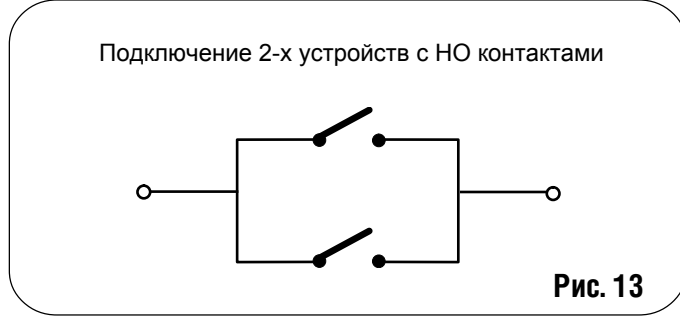 Подключение 2-х устройств с НО контактами
Рис. 13